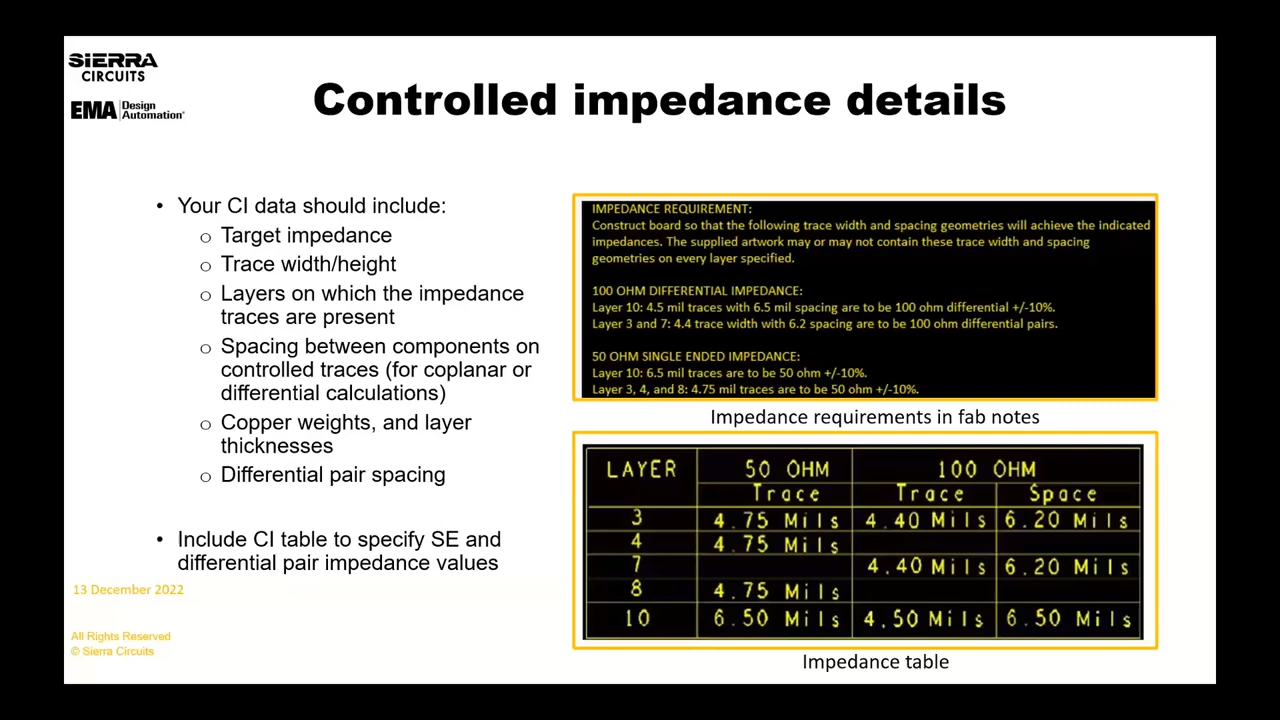 SIERRA
CIRCUITS
EMA Design
Automation®
Controlled impedance details
• Your CI data should include:
o Target impedance
o Trace width/height
o Layers on which the impedance
traces are present
o Spacing between components on
controlled traces (for coplanar or
differential calculations)
o Copper weights, and layer
thicknesses
o Differential pair spacing
• Include CI table to specify SE and
differential pair impedance values
13 December 2022
All Rights Reserved
© Sierra Circuits
IMPEDANCE REQUIREMENT:
Construct board so that the following trace width and spacing geometries will achieve the indicated
impedances. The supplied artwork may or may not contain these trace width and spacing
geometries on every layer specified.
100 OHM DIFFERENTIAL IMPEDANCE:
Layer 10: 4.5 mil traces with 6.5 mil spacing are to be 100 ohm differential +/-10%.
Layer 3 and 7: 4.4 trace width with 6.2 spacing are to be 100 ohm differential pairs.
50 OHM SINGLE ENDED IMPEDANCE:
Layer 10: 6.5 mil traces are to be 50 ohm +/-10%.
Layer 3, 4, and 8: 4.75 mil traces are to be 50 ohm +/-10%.
Impedance requirements in fab notes
LAYER 50 OHM 100 OHM
Trace Trace Space
3 4.75 Mils 4.40 Mils 6.20 Mils
4 4.75 Mils
7 4.40 Mils 6.20 Mils
8 4.75 Mils
10 6.50 Mils 4.50 Mils 6.50 Mils
Impedance table